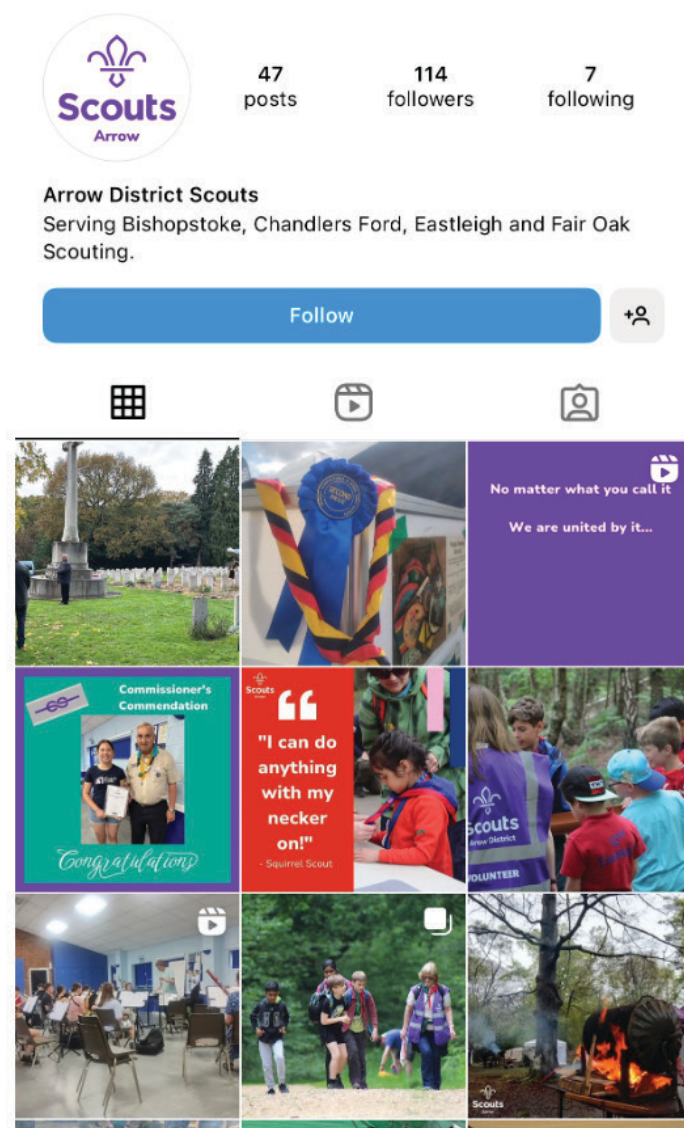 47
posts
114
followers
7
following
Scouts
Arrow
Arrow District Scouts
Serving Bishopstoke, Chandlers Ford, Eastleigh and Fair Oak
Scouting.
Follow
SECOND
No matter what you call it
We are united by it...
Commissioner's
Commendation
Congratulations
Scouts
"I can do
anything
with my
necker
on!"
- Squirrel Scout
Scouts
Arrow District
VOLUNTEER
Scouts
Arrow